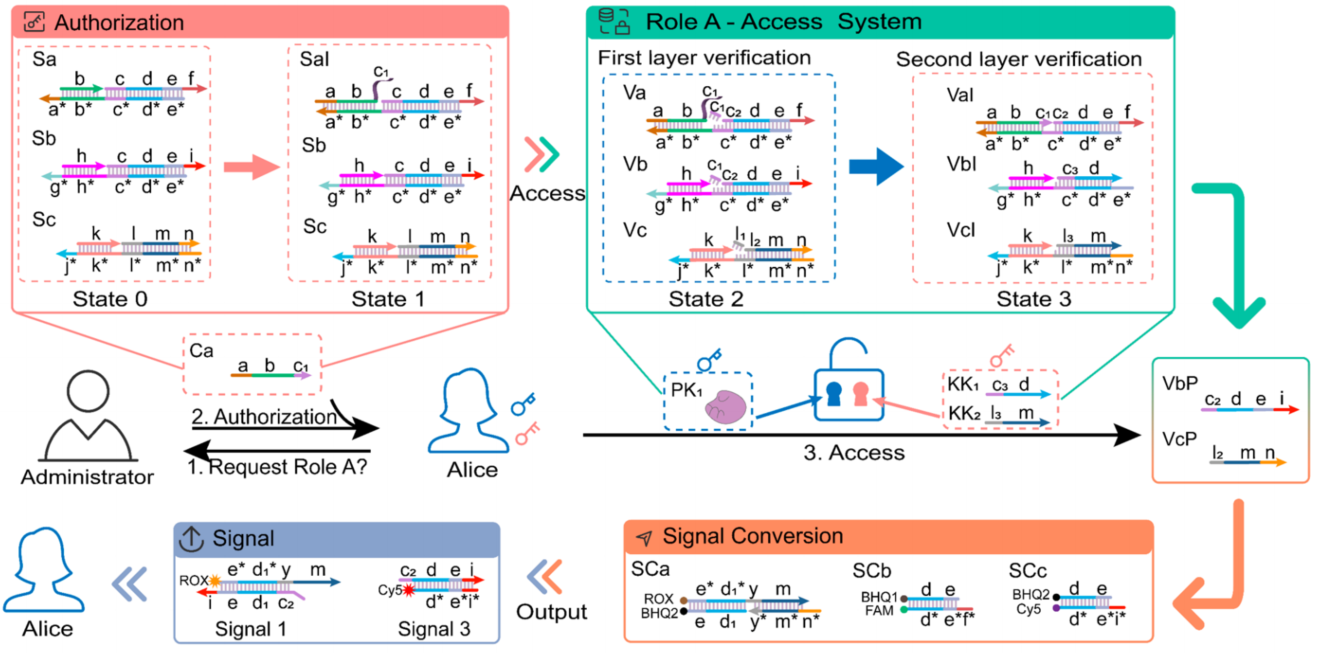 Authorization
Sa
b c d e f
a* b* c* d* e*
Sb
h c d e i
g* h* c* d* e*
Sc
k l m n
j* k* l* m* n*
State 0
SaI
c₁
a b c d e f
a* b* c* d* e*
Sb
h c d e i
g* h* c* d* e*
Sc
k l m n
j* k* l* m* n*
State 1
Access
Role A - Access System
First layer verification
Va
c₁
a b c₁ c₂ d e f
a* b* c* d* e*
Vb
c₁
h c₂ d e i
g* h* c* d* e*
Vc
k l₁ l₂ m n
j* k* l* m* n*
State 2
Second layer verification
VaI
a b c₁ c₂ d e f
a* b* c* d* e*
VbI
h c₃ d
g* h* c* d* e*
VcI
k l₃ m
j* k* l* m* n*
State 3
Ca
a b c₁
2. Authorization
1. Request Role A?
Administrator
Alice
PK₁
KK₁ c₃ d
KK₂ l₃ m
3. Access
VbP
c₂ d e i
VcP
l₂ m n
Alice
Signal
e* d₁* y m
ROX
i e d₁ c₂
Signal 1
c₂ d e i
Cy5
d* e* i*
Signal 3
Output
Signal Conversion
SCa
e* d₁* y m
ROX
BHQ2
e d₁ y* m* n*
SCb
d e
BHQ1
FAM
d* e* f*
SCc
d e
BHQ2
Cy5
d* e* i*